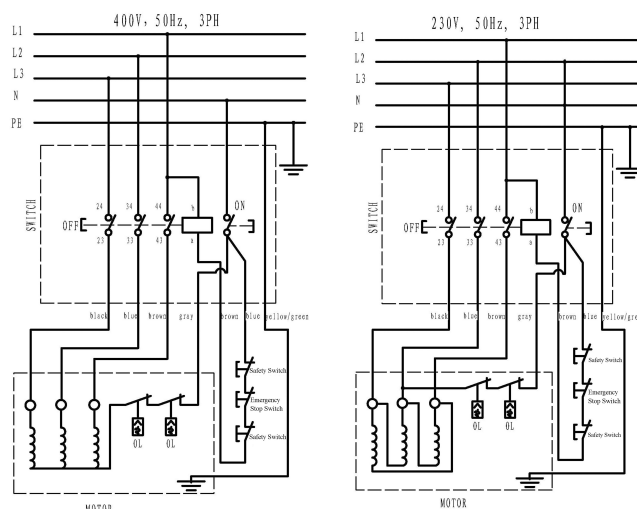 400V, 50Hz, 3PH
L1
L2
L3
N
PE
SWITCH
24
34
44
b
ON
OFF
23
33
43
a
black
blue
brown
gray
brown
blue
yellow/green
Safety Switch
Emergency
Stop Switch
Safety Switch
OL
OL
MOTOR
230V, 50Hz, 3PH
L1
L2
L3
N
PE
SWITCH
24
34
44
b
ON
OFF
23
33
43
a
black
blue
brown
gray
brown
blue
yellow/gre
Safety Switch
Emergency
Stop Switch
Safety Switch
OL
OL
MOTOR